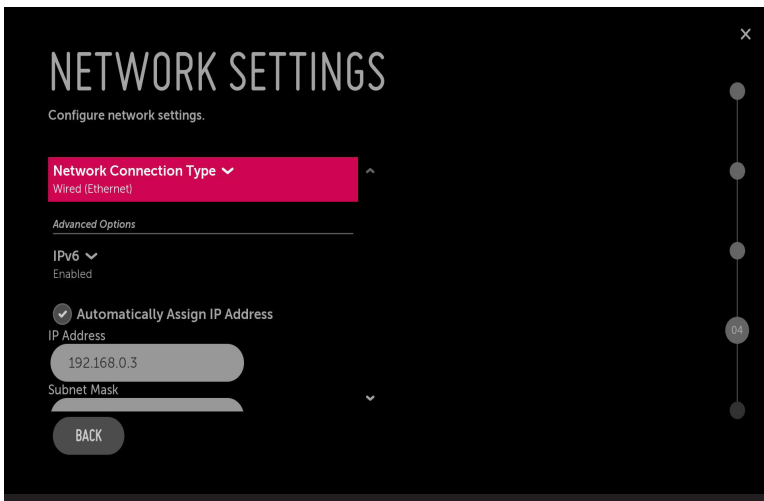 NETWORK SETTINGS
Configure network settings.
Network Connection Type
Wired (Ethernet)
Advanced Options
IPv6
Enabled
Automatically Assign IP Address
IP Address
192.168.0.3
Subnet Mask
BACK
04